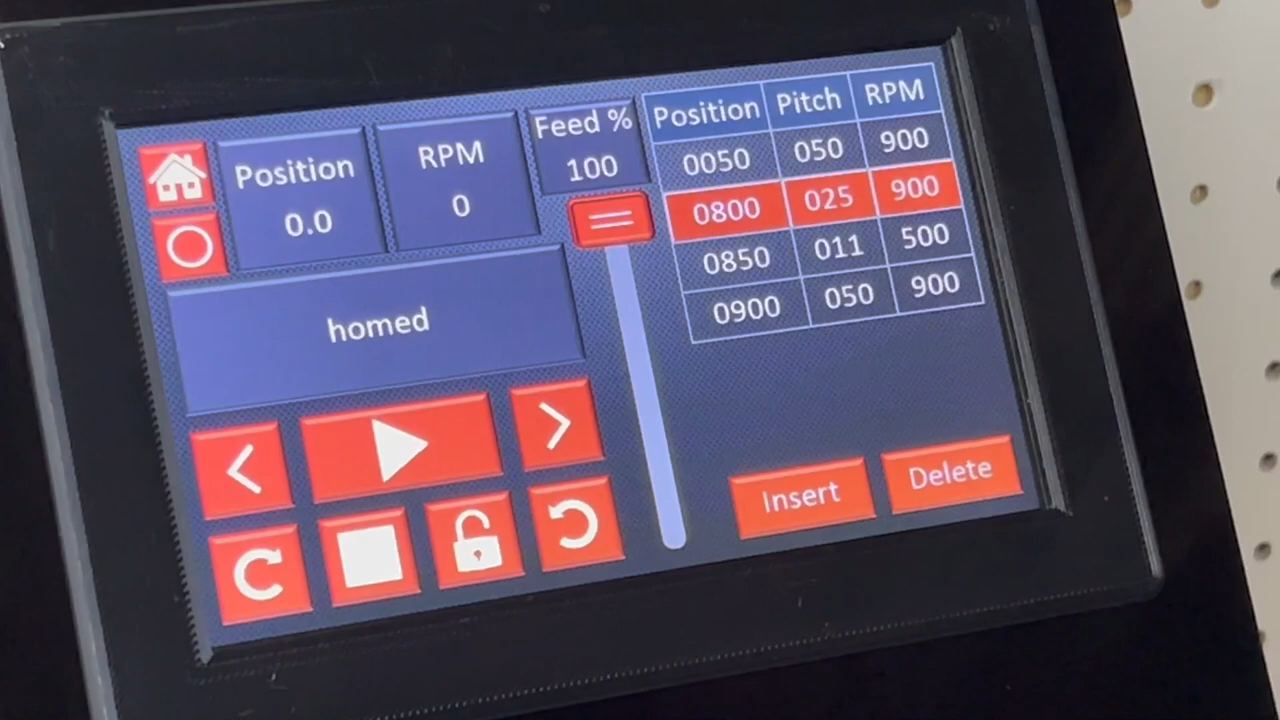 Position
0.0
RPM
0
Feed %
100
homed
Position Pitch RPM
0050 050 900
0800 025 900
0850 011 500
0900 050 900
Insert
Delete